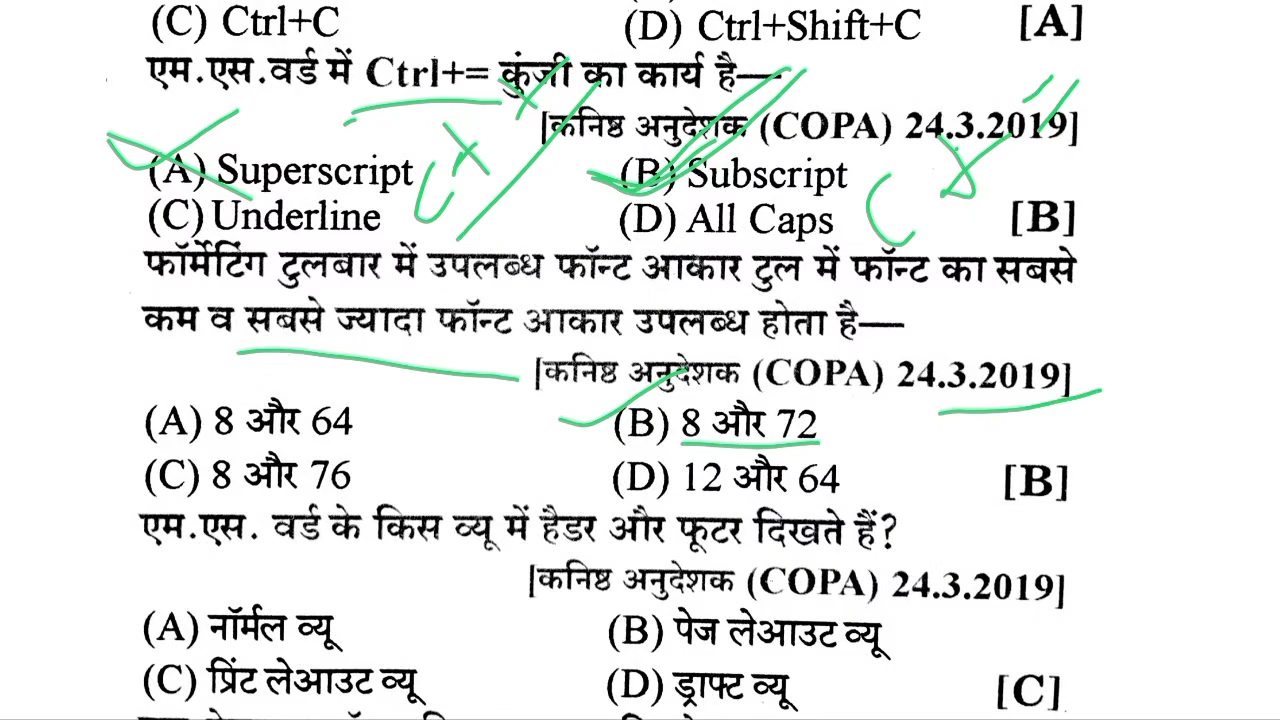 (C) Ctrl+C (D) Ctrl+Shift+C [A]
एम.एस.वर्ड में Ctrl+= कुंजी का कार्य है—
[कनिष्ठ अनुदेशक (COPA) 24.3.2019]
(A) Superscript (B) Subscript
(C) Underline (D) All Caps [B]
फॉर्मेटिंग टुलबार में उपलब्ध फॉन्ट आकार टुल में फॉन्ट का सबसे
कम व सबसे ज्यादा फॉन्ट आकार उपलब्ध होता है—
[कनिष्ठ अनुदेशक (COPA) 24.3.2019]
(A) 8 और 64 (B) 8 और 72
(C) 8 और 76 (D) 12 और 64 [B]
एम.एस. वर्ड के किस व्यू में हैडर और फूटर दिखते हैं?
[कनिष्ठ अनुदेशक (COPA) 24.3.2019]
(A) नॉर्मल व्यू (B) पेज लेआउट व्यू
(C) प्रिंट लेआउट व्यू (D) ड्राफ्ट व्यू [C]